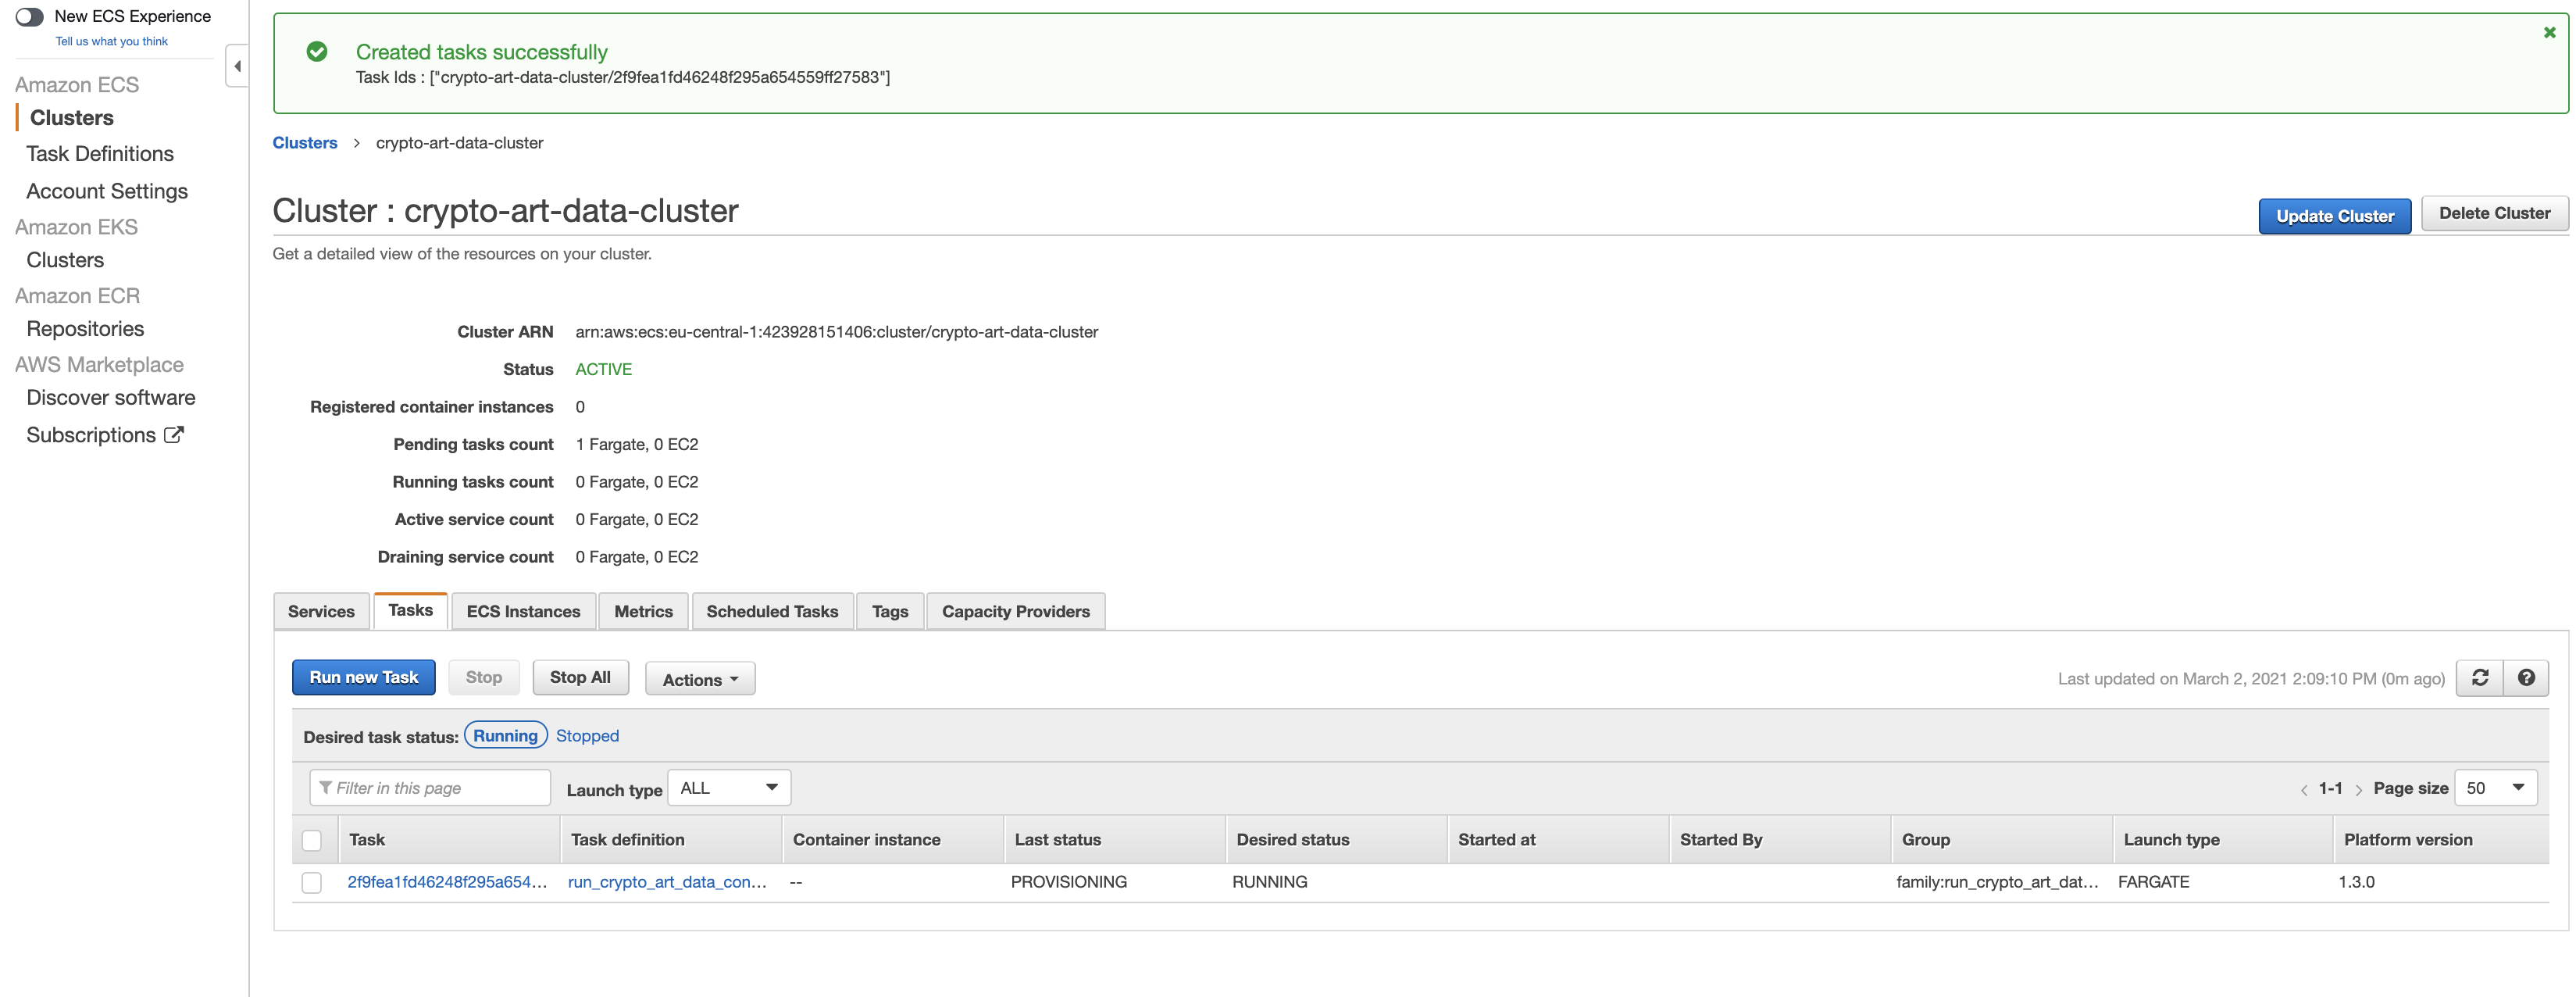 New ECS Experience
Tell us what you think
Amazon ECS
Clusters
Task Definitions
Account Settings
Amazon EKS
Clusters
Amazon ECR
Repositories
AWS Marketplace
Discover software
Subscriptions
Created tasks successfully
Task Ids : ["crypto-art-data-cluster/2f9fea1fd46248f295a654559ff27583"]
Clusters > crypto-art-data-cluster
Cluster : crypto-art-data-cluster
Update Cluster Delete Cluster
Get a detailed view of the resources on your cluster.
Cluster ARN arn:aws:ecs:eu-central-1:423928151406:cluster/crypto-art-data-cluster
Status ACTIVE
Registered container instances 0
Pending tasks count 1 Fargate, 0 EC2
Running tasks count 0 Fargate, 0 EC2
Active service count 0 Fargate, 0 EC2
Draining service count 0 Fargate, 0 EC2
Services Tasks ECS Instances Metrics Scheduled Tasks Tags Capacity Providers
Run new Task Stop Stop All Actions Last updated on March 2, 2021 2:09:10 PM (0m ago)
Desired task status: Running Stopped
Filter in this page Launch type ALL < 1-1 > Page size 50
Task Task definition Container instance Last status Desired status Started at Started By Group Launch type Platform version
2f9fea1fd46248f295a654... run_crypto_art_data_con... -- PROVISIONING RUNNING family:run_crypto_art_dat... FARGATE 1.3.0